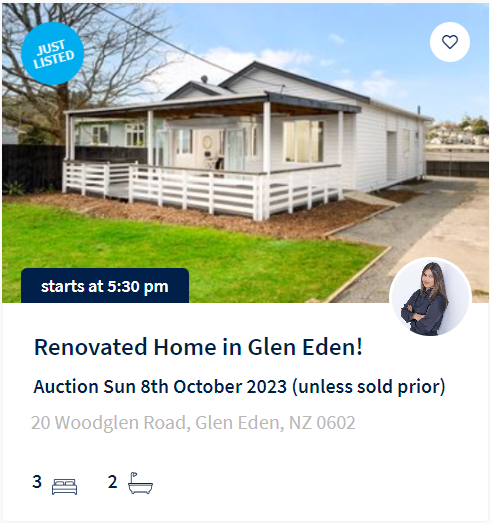 JUST
LISTED
starts at 5:30 pm
Renovated Home in Glen Eden!
Auction Sun 8th October 2023 (unless sold prior)
20 Woodglen Road, Glen Eden, NZ 0602
3 2